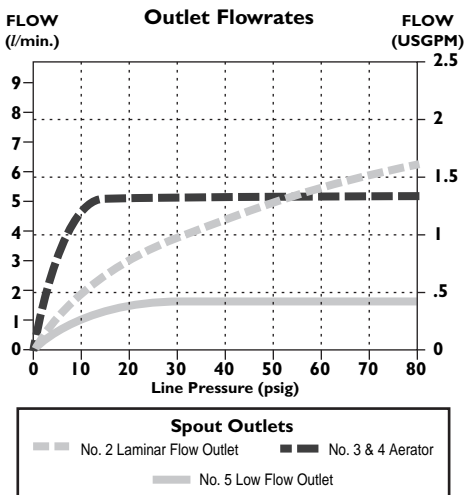 Outlet Flowrates
FLOW
(l/min.)
FLOW
(USGPM)
9
8
7
6
5
4
3
2
1
0
2.5
2
1.5
1
.5
0
0 10 20 30 40 50 60 70 80
Line Pressure (psig)
Spout Outlets
No. 2 Laminar Flow Outlet No. 3 & 4 Aerator
No. 5 Low Flow Outlet